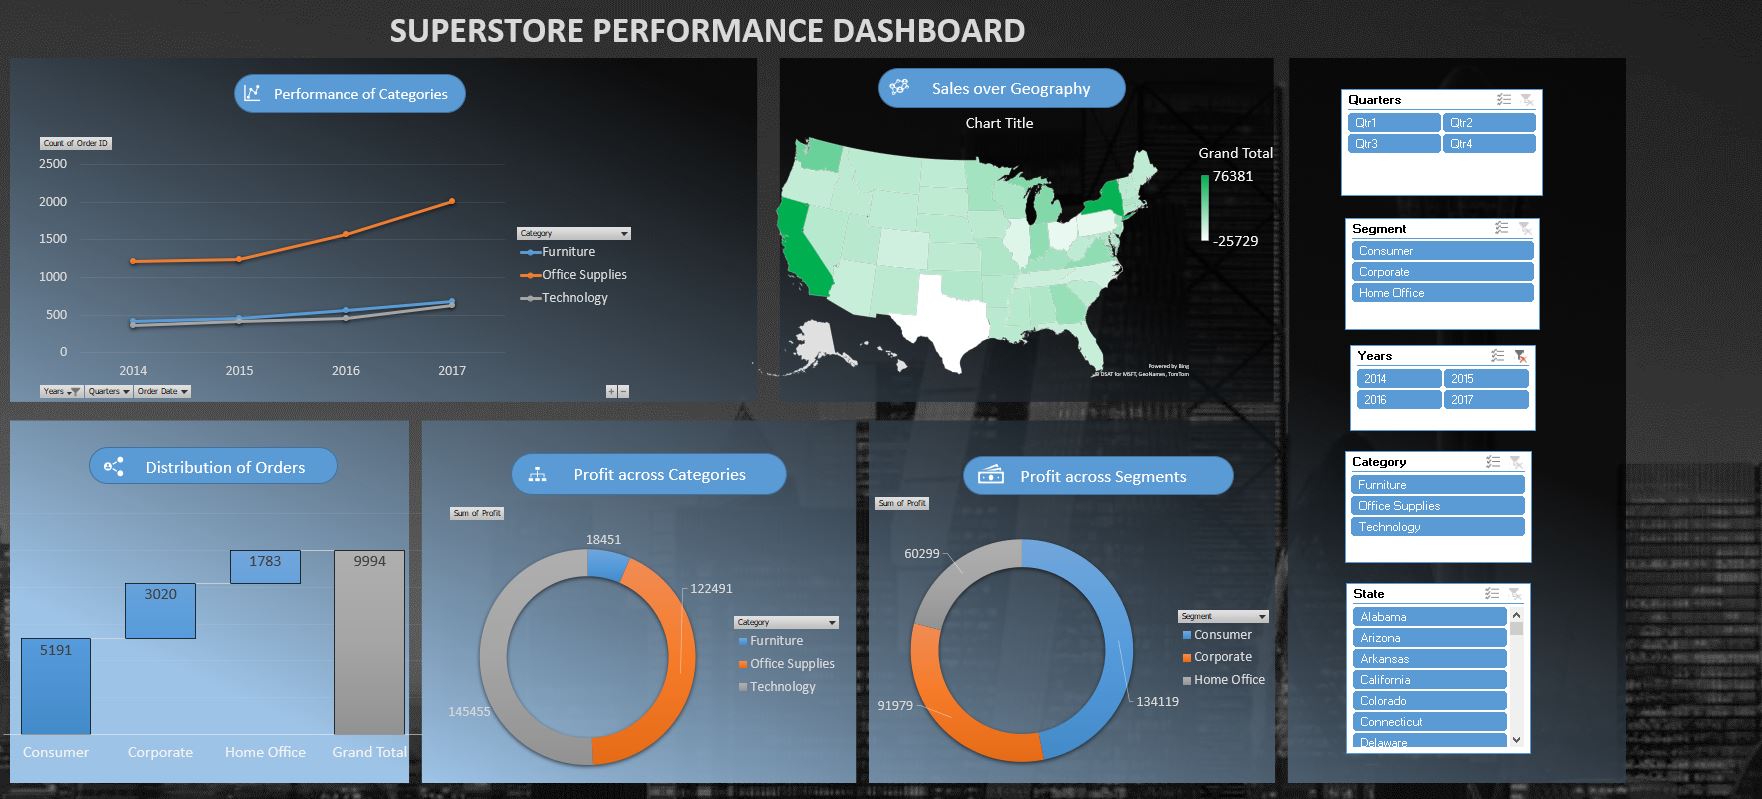 SUPERSTORE PERFORMANCE DASHBOARD
Performance of Categories
Count of Order ID
2500
2000
1500
1000
500
0
2014 2015 2016 2017
Category
Furniture
Office Supplies
Technology
Years Quarters Order Date
Sales over Geography
Chart Title
Grand Total
76381
-25729
Powered by Bing
© DSAT for MSFT, GeoNames, TomTom
Quarters
Qtr1 Qtr2
Qtr3 Qtr4
Segment
Consumer
Corporate
Home Office
Years
2014 2015
2016 2017
Category
Furniture
Office Supplies
Technology
State
Alabama
Arizona
Arkansas
California
Colorado
Connecticut
Delaware
Distribution of Orders
5191
3020
1783
9994
Consumer Corporate Home Office Grand Total
Profit across Categories
Sum of Profit
18451
122491
145455
Category
Furniture
Office Supplies
Technology
Profit across Segments
Sum of Profit
60299
91979
134119
Segment
Consumer
Corporate
Home Office